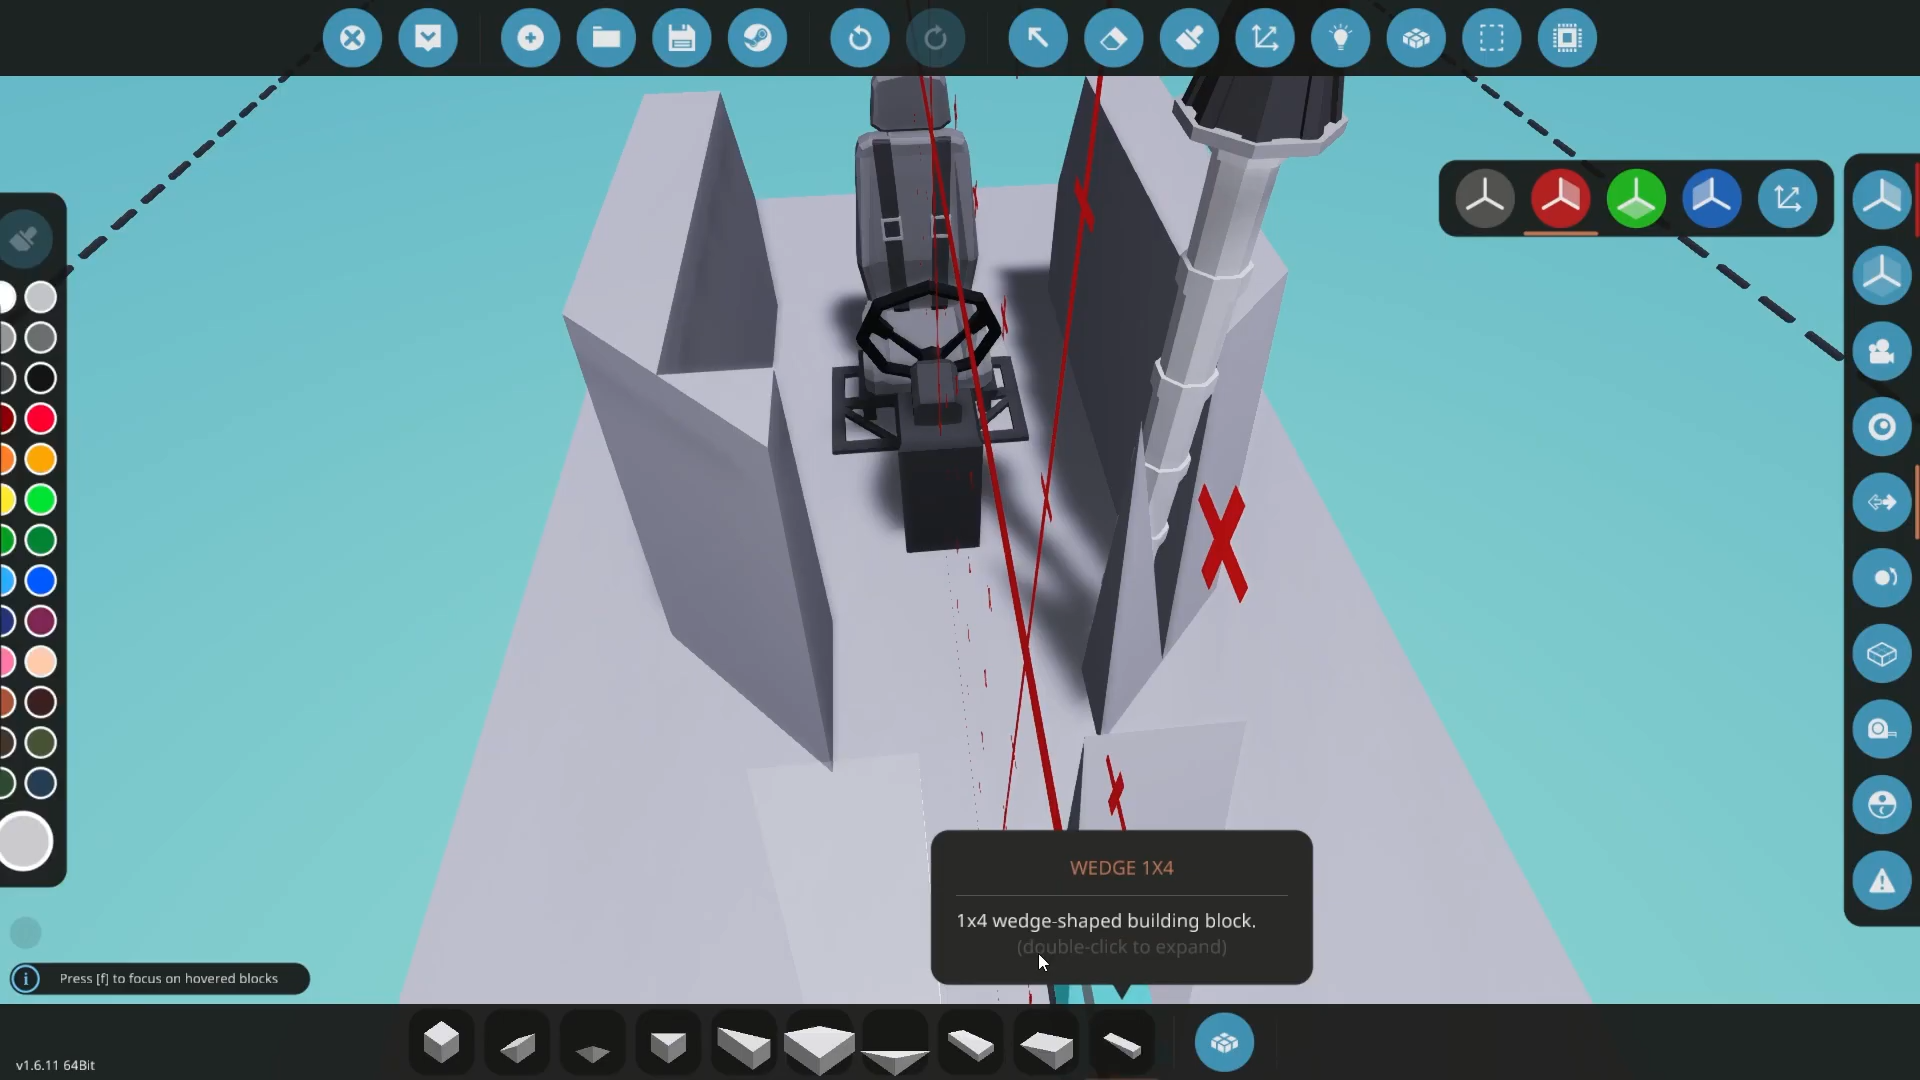 WEDGE 1X4
1x4 wedge-shaped building block.
(double-click to expand)
Press [f] to focus on hovered blocks
v1.6.11 64Bit